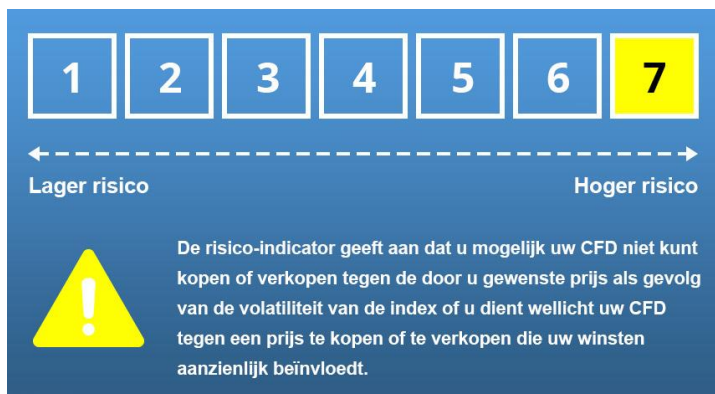 1 2 3 4 5 6 7
Lager risico Hoger risico
De risico-indicator geeft aan dat u mogelijk uw CFD niet kunt
kopen of verkopen tegen de door u gewenste prijs als gevolg
van de volatiliteit van de index of u dient wellicht uw CFD
tegen een prijs te kopen of te verkopen die uw winsten
aanzienlijk beïnvloedt.